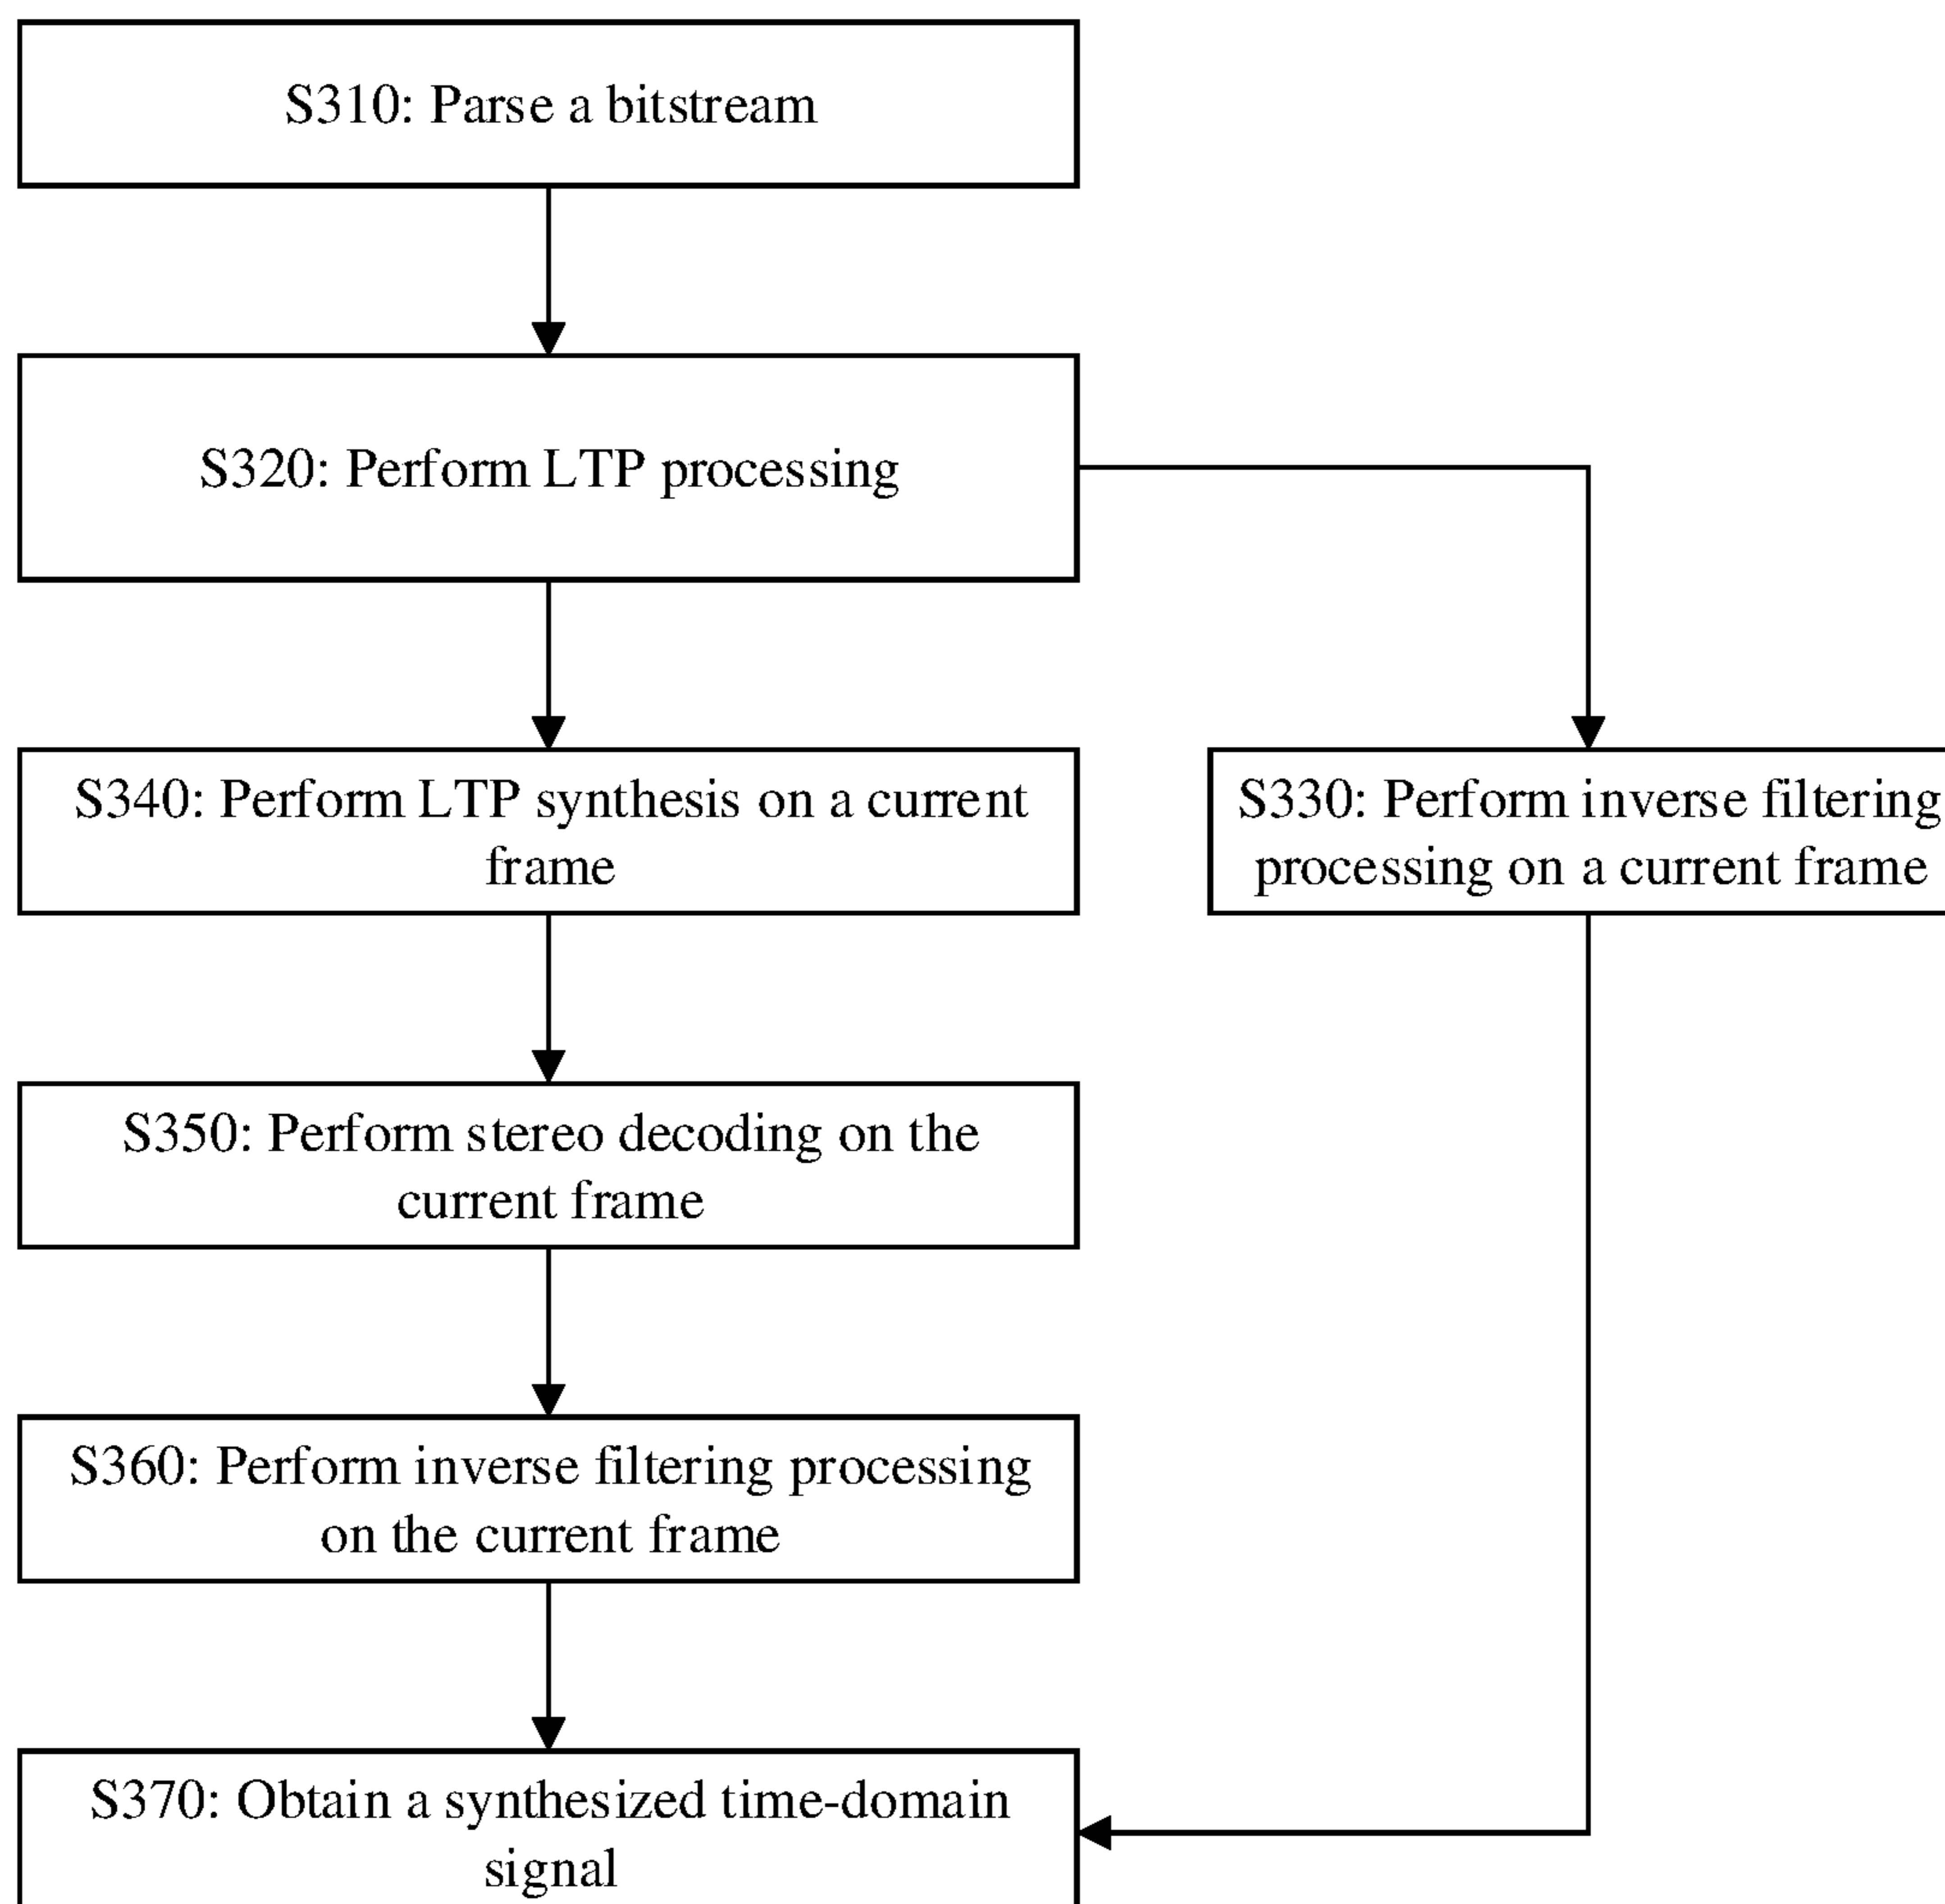 S310: Parse a bitstream
S320: Perform LTP processing
S340: Perform LTP synthesis on a current
frame
S330: Perform inverse filtering
processing on a current frame
S350: Perform stereo decoding on the
current frame
S360: Perform inverse filtering processing
on the current frame
S370: Obtain a synthesized time-domain
signal